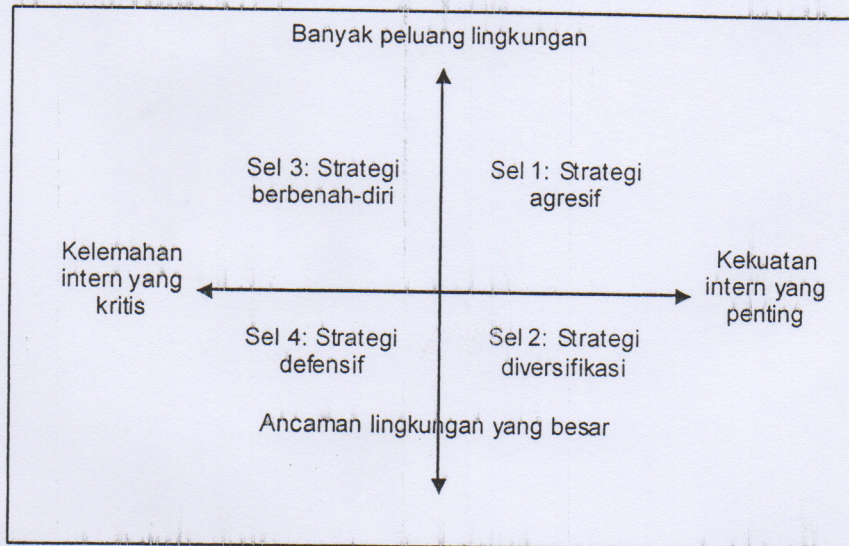 Banyak peluang lingkungan
Sel 3: Strategi
berbenah-diri
Sel 1: Strategi
agresif
Kelemahan
intern yang
kritis
Kekuatan
intern yang
penting
Sel 4: Strategi
defensif
Sel 2: Strategi
diversifikasi
Ancaman lingkungan yang besar